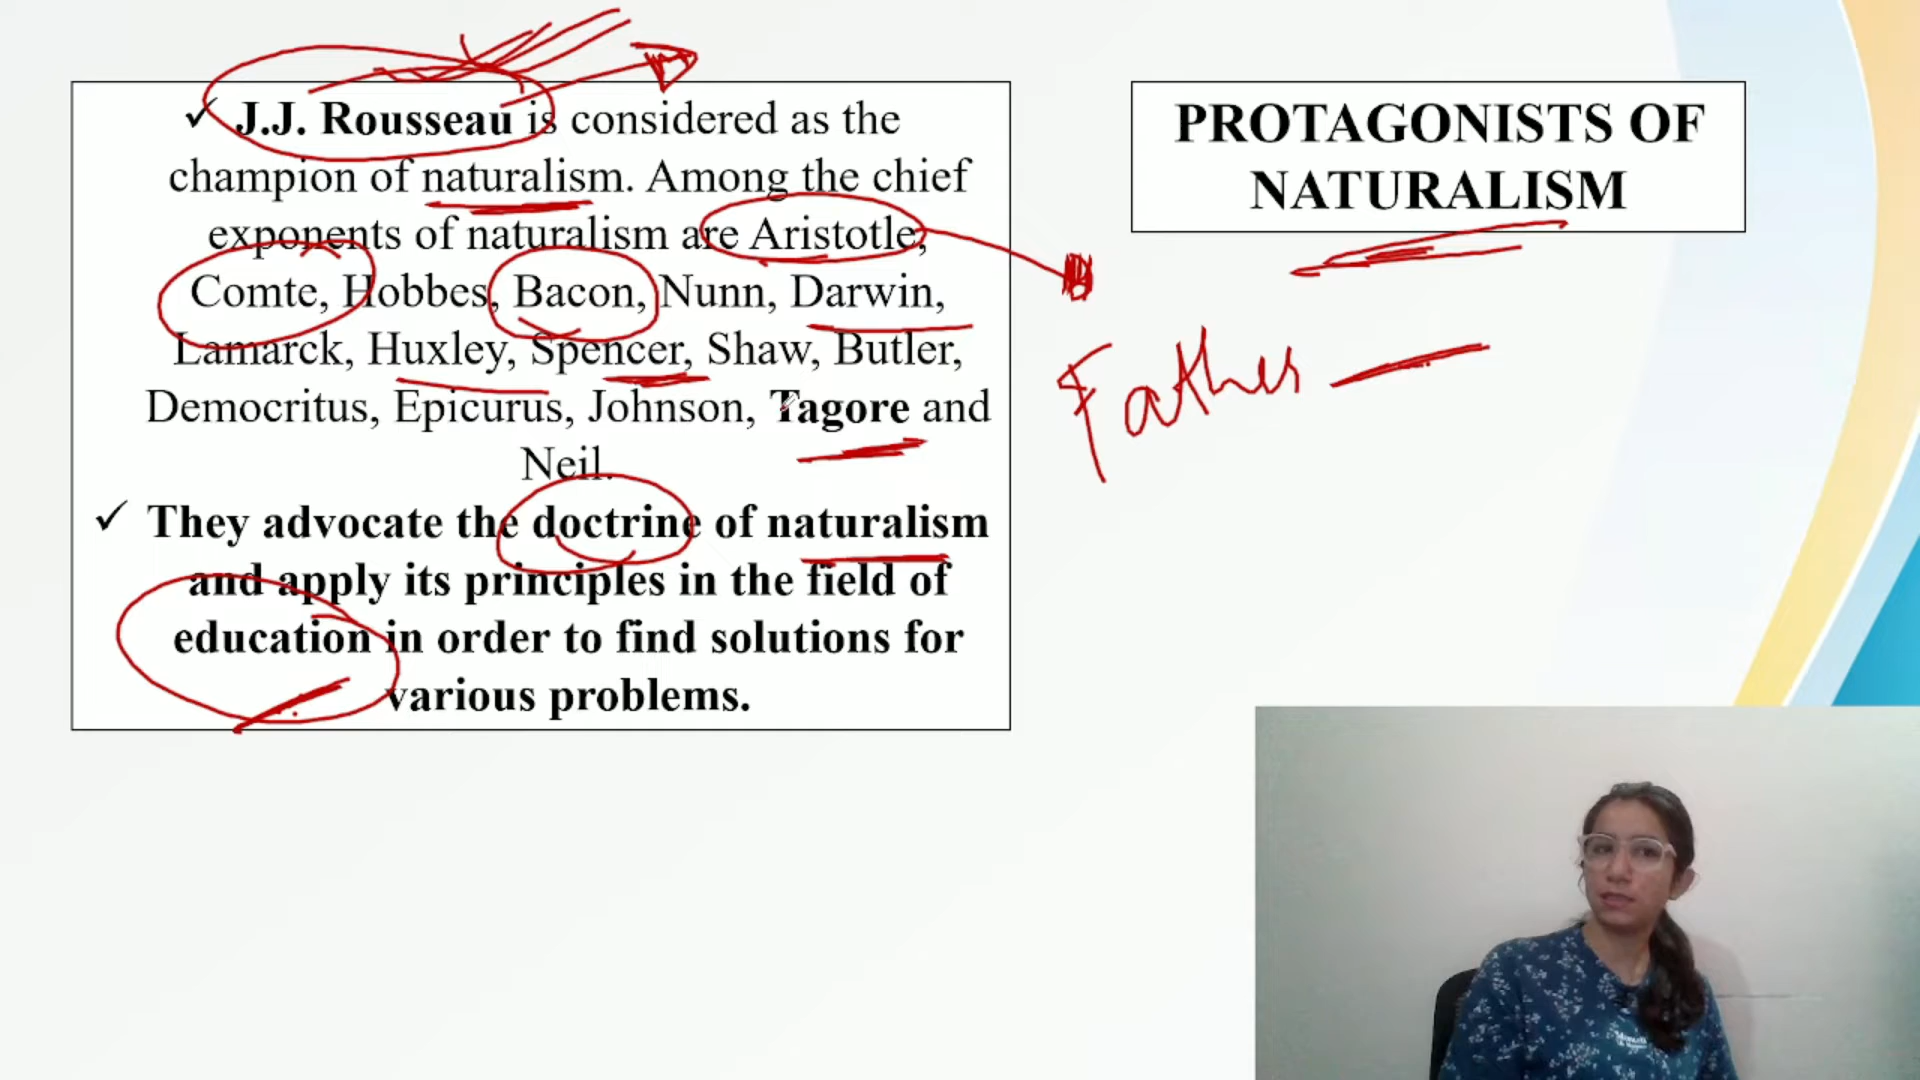 ✓ J.J. Rousseau is considered as the
champion of naturalism. Among the chief
exponents of naturalism are Aristotle,
Comte, Hobbes, Bacon, Nunn, Darwin,
Lamarck, Huxley, Spencer, Shaw, Butler,
Democritus, Epicurus, Johnson, Tagore and
Neil.
✓ They advocate the doctrine of naturalism
and apply its principles in the field of
education in order to find solutions for
various problems.
PROTAGONISTS OF
NATURALISM
Father